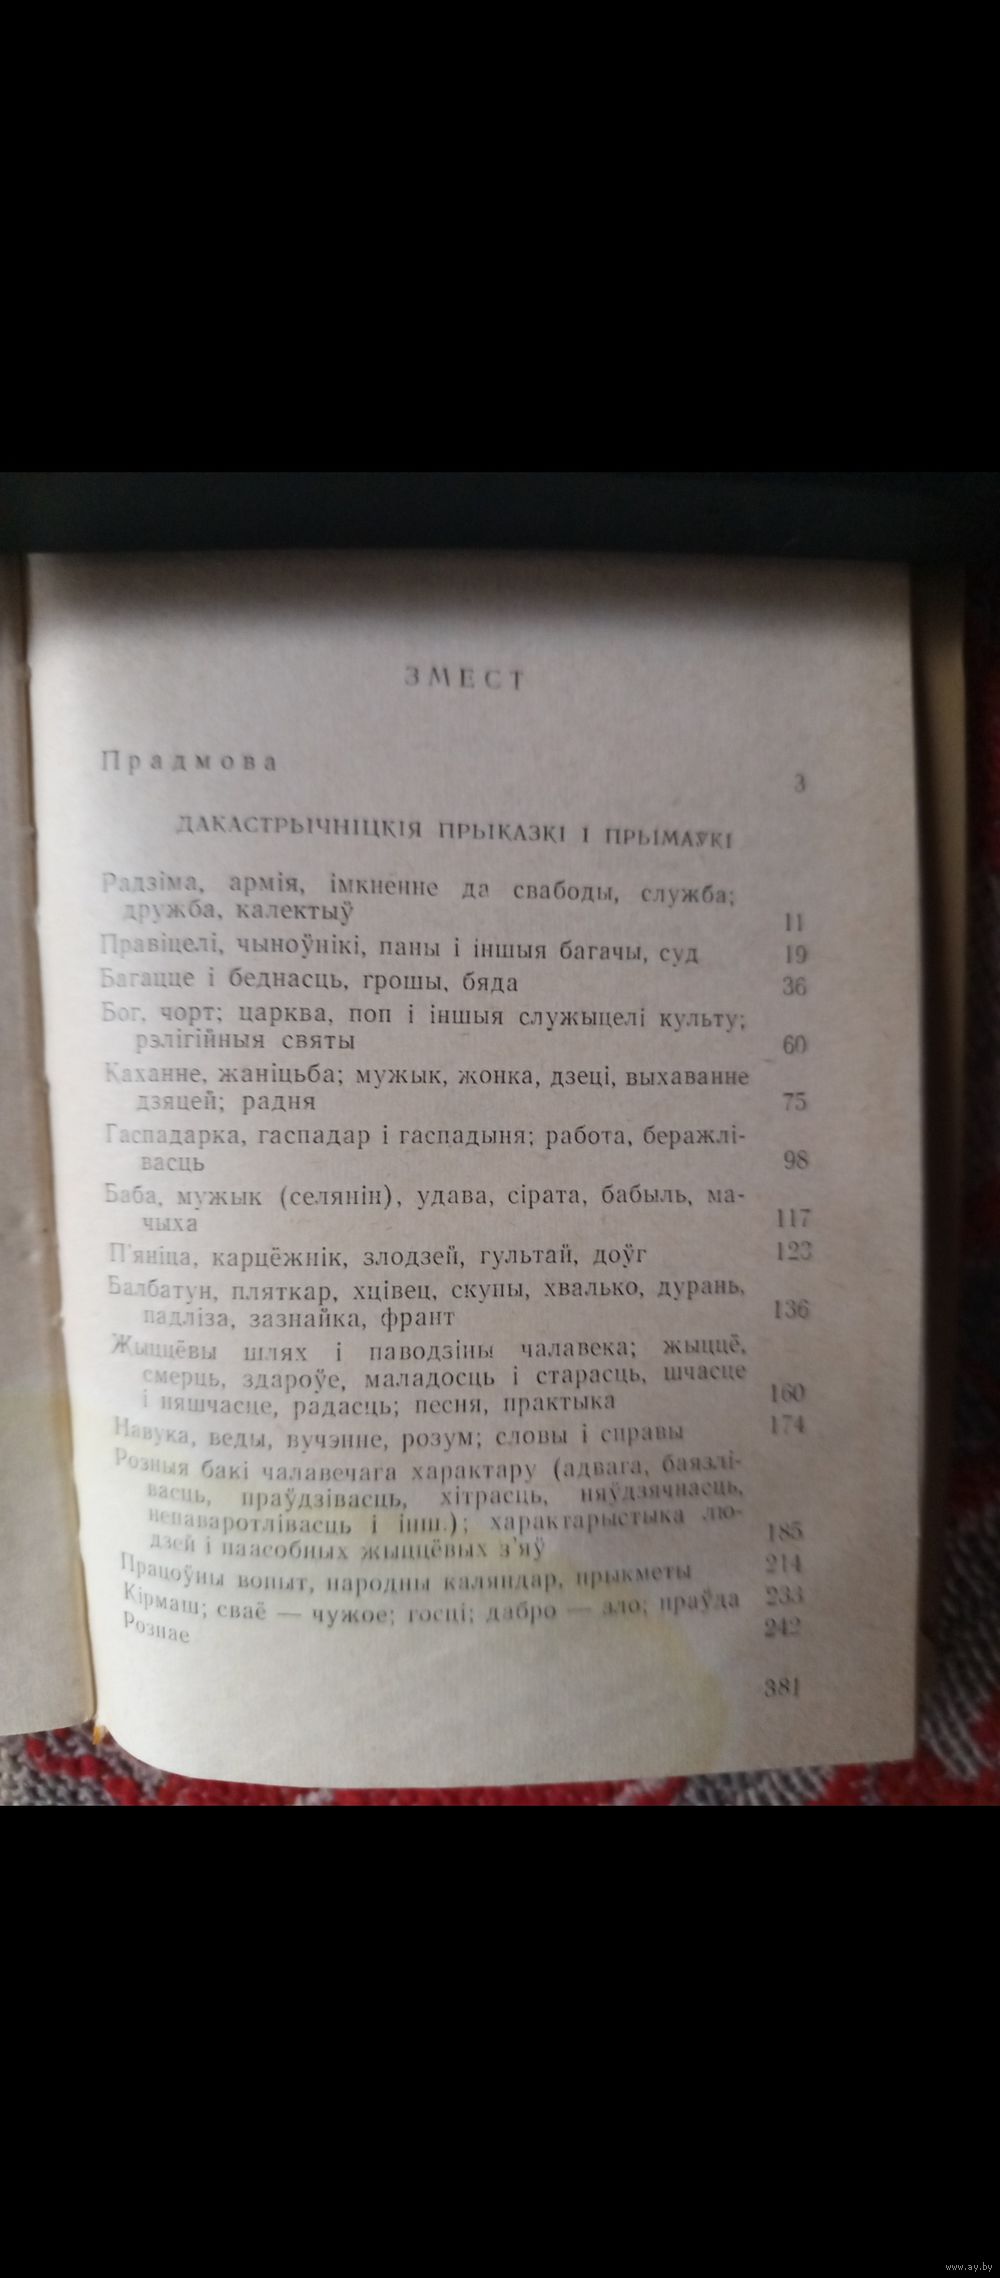 ЗМЕСТ
Прадмова
3
ДАКАСТРЫЧНІЦКІЯ ПРЫКАЗКІ І ПРЫМАЎКІ
Радзіма, армія, імкненне да свабоды, служба;
дружба, калектыў 11
Правіцелі, чыноўнікі, паны і іншыя багачы, суд 19
Багацце і беднасць, грошы, бяда 36
Бог, чорт; царква, поп і іншыя служыцелі культу;
рэлігійныя святы 60
Каханне, жаніцьба; мужык, жонка, дзеці, выхаванне
дзяцей; радня 75
Гаспадарка, гаспадар і гаспадыня; работа, беражлі-
васць 98
Баба, мужык (селянін), удава, сірата, бабыль, ма-
чыха 117
П'яніца, карцёжнік, злодзей, гультай, доўг 123
Балбатун, пляткар, хцівец, скупы, хвалько, дурань,
падліза, зазнайка, франт 136
Жыццёвы шлях і паводзіны чалавека; жыццё,
смерць, здароўе, маладосць і старасць, шчасце
і няшчасце, радасць; песня, практыка 160
Навука, веды, вучэнне, розум; словы і справы 174
Розныя бакі чалавечага характару (адвага, баязлі-
васць, праўдзівасць, хітрасць, няўдзячнасць,
непаваротлівасць і інш.); характарыстыка лю-
дзей і паасобных жыццёвых з'яў 185
Працоўны вопыт, народны каляндар, прыкметы 214
Кірмаш; сваё — чужое; госці; дабро — зло; праўда 233
Рознае 242
381
www.ay.by